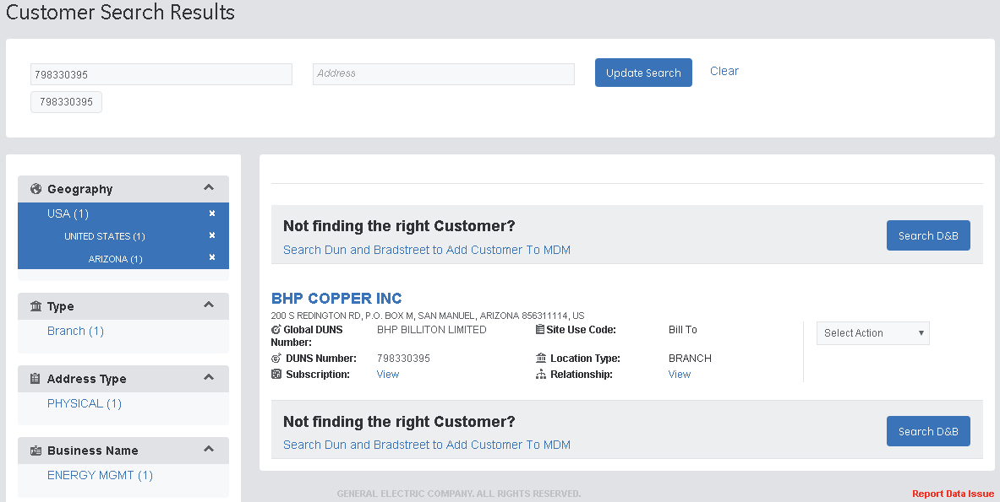 Customer Search Results
798330395
Address
Update Search
Clear
798330395
Geography
USA (1)
UNITED STATES (1)
ARIZONA (1)
Type
Branch (1)
Address Type
PHYSICAL (1)
Business Name
ENERGY MGMT (1)
Not finding the right Customer?
Search Dun and Bradstreet to Add Customer To MDM
Search D&B
BHP COPPER INC
200 S REDINGTON RD, P.O. BOX M, SAN MANUEL, ARIZONA 856311114, US
Global DUNS Number: BHP BILLITON LIMITED
Site Use Code: Bill To
DUNS Number: 798330395
Location Type: BRANCH
Subscription: View
Relationship: View
Select Action
Not finding the right Customer?
Search Dun and Bradstreet to Add Customer To MDM
Search D&B
GENERAL ELECTRIC COMPANY. ALL RIGHTS RESERVED.
Report Data Issue